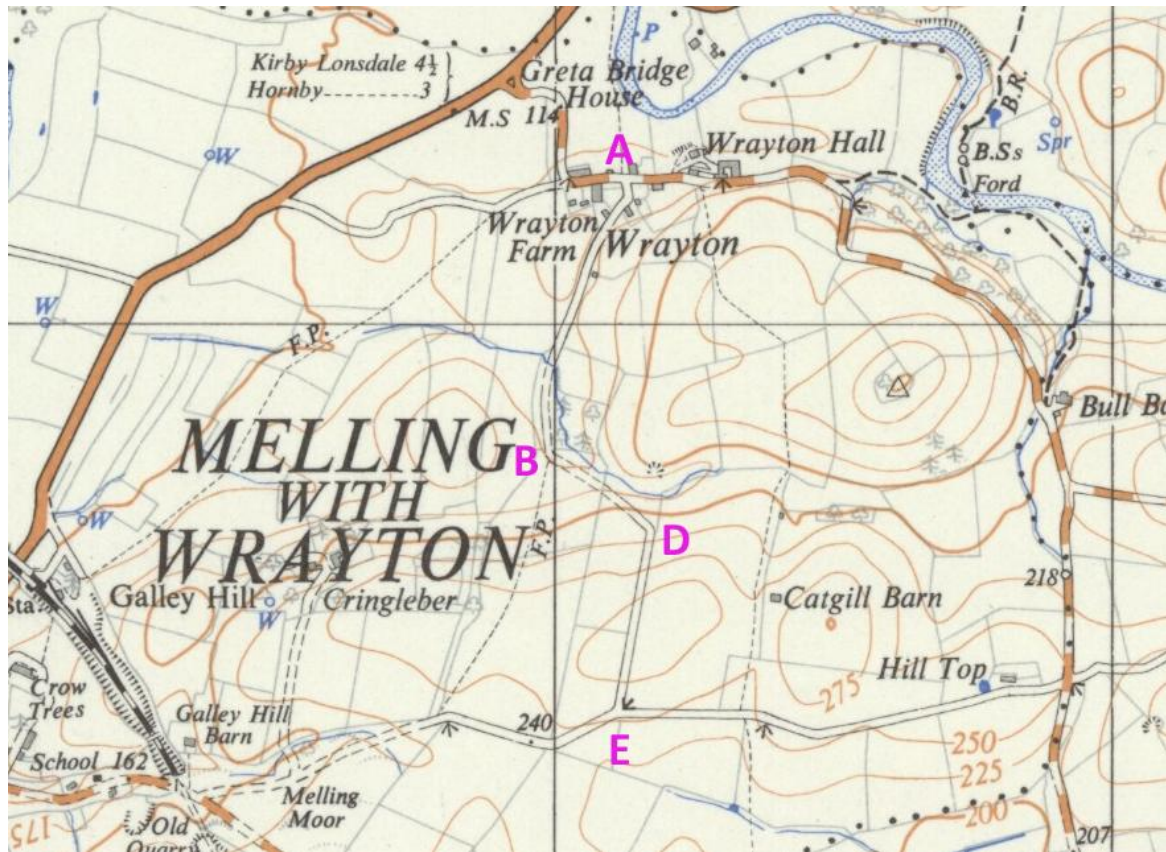 P
Kirby Lonsdale 4½
Hornby 3
Greta Bridge
House
M.S 114
B.R.
W
A
Wrayton Hall
B.Ss
Spr
Ford
Wrayton
Farm
Wrayton
W
F.P.
Bull
MELLING
WITH
WRAYTON
B
W
F.P.
D
218
Sta
Galley Hill
W
Cringleber
Catgill Barn
Hill Top
Crow
Trees
Galley Hill
Barn
240
275
E
250
225
200
School 162
Melling
Moor
175
Old
Quarry
207